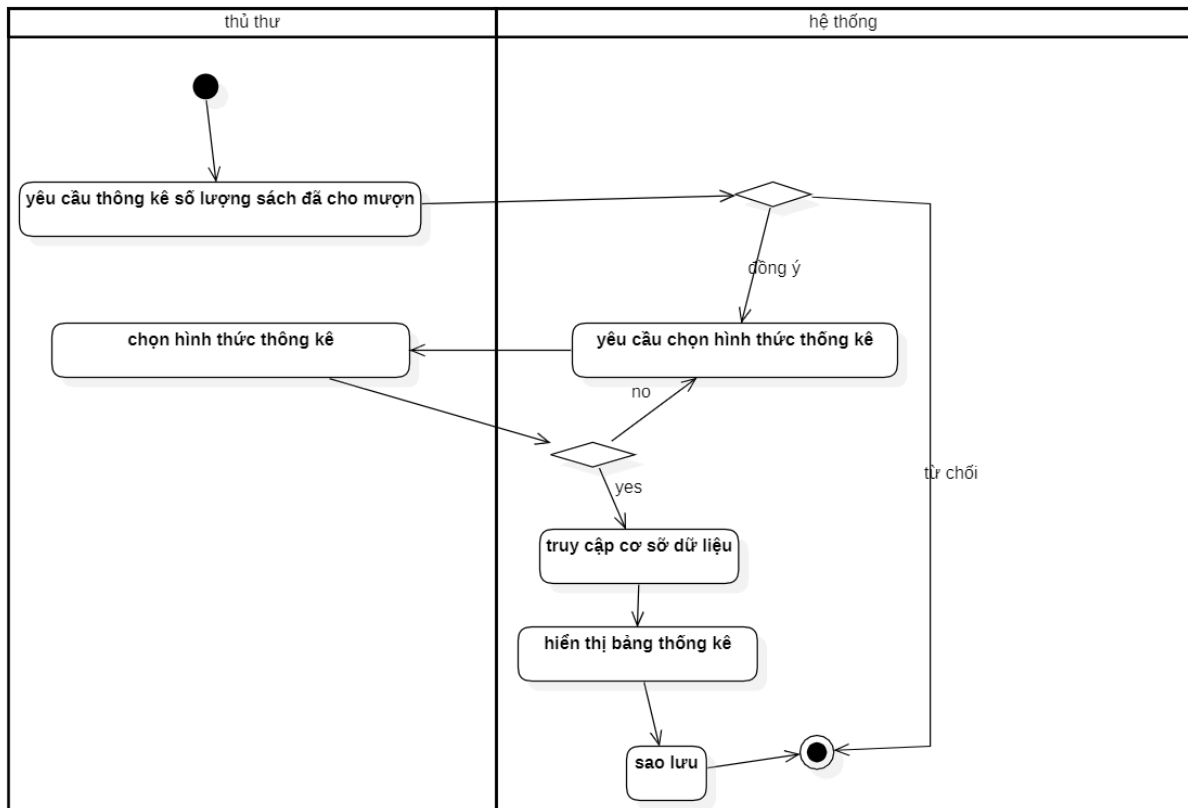 thủ thư
hệ thống
yêu cầu thông kê số lượng sách đã cho mượn
đồng ý
chọn hình thức thông kê
yêu cầu chọn hình thức thống kê
no
từ chối
yes
truy cập cơ sỡ dữ liệu
hiển thị bảng thống kê
sao lưu